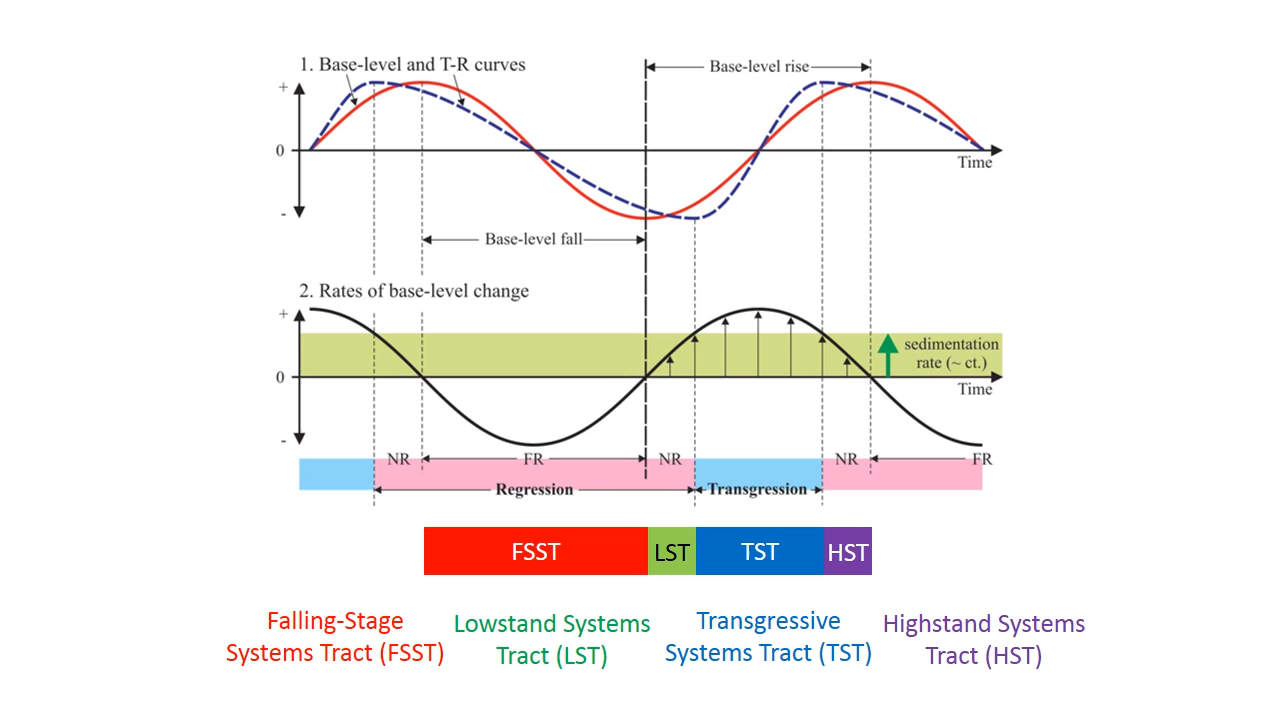 1. Base-level and T-R curves
Base-level rise
+
0
Time
-
Base-level fall
2. Rates of base-level change
+
sedimentation
rate (~ ct.)
0
Time
-
NR FR NR NR FR
Regression Transgression
FSST LST TST HST
Falling-Stage
Systems Tract (FSST)
Lowstand Systems
Tract (LST)
Transgressive
Systems Tract (TST)
Highstand Systems
Tract (HST)